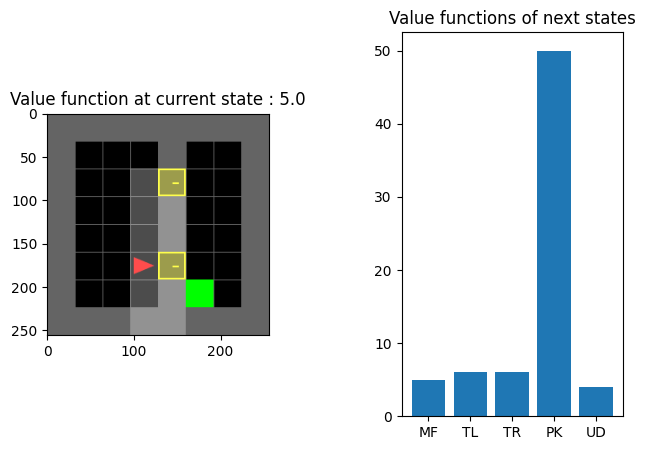 Value function at current state : 5.0
0
50
100
150
200
250
0
100
200
Value functions of next states
50
40
30
20
10
0
MF
TL
TR
PK
UD